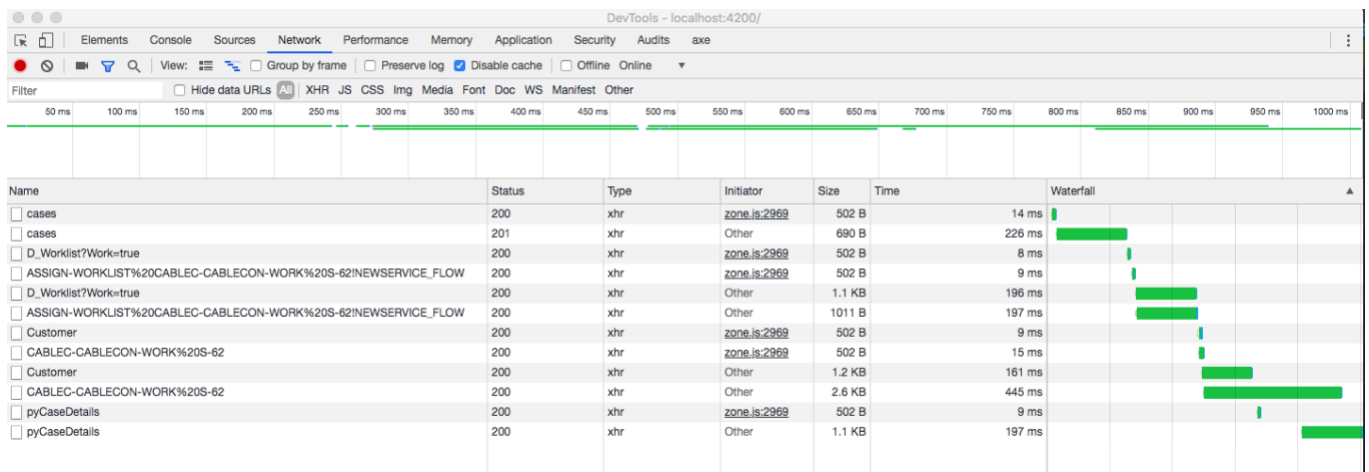 DevTools - localhost:4200/
Elements Console Sources Network Performance Memory Application Security Audits axe
View: Group by frame Preserve log Disable cache Offline Online
Filter Hide data URLs All XHR JS CSS Img Media Font Doc WS Manifest Other
50 ms 100 ms 150 ms 200 ms 250 ms 300 ms 350 ms 400 ms 450 ms 500 ms 550 ms 600 ms 650 ms 700 ms 750 ms 800 ms 850 ms 900 ms 950 ms 1000 ms
Name Status Type Initiator Size Time Waterfall
cases 200 xhr zone.js:2969 502 B 14 ms
cases 201 xhr Other 690 B 226 ms
D_Worklist?Work=true 200 xhr zone.js:2969 502 B 8 ms
ASSIGN-WORKLIST%20CABLEC-CABLECON-WORK%20S-62!NEWSERVICE_FLOW 200 xhr zone.js:2969 502 B 9 ms
D_Worklist?Work=true 200 xhr Other 1.1 KB 196 ms
ASSIGN-WORKLIST%20CABLEC-CABLECON-WORK%20S-62!NEWSERVICE_FLOW 200 xhr Other 1011 B 197 ms
Customer 200 xhr zone.js:2969 502 B 9 ms
CABLEC-CABLECON-WORK%20S-62 200 xhr zone.js:2969 502 B 15 ms
Customer 200 xhr Other 1.2 KB 161 ms
CABLEC-CABLECON-WORK%20S-62 200 xhr Other 2.6 KB 445 ms
pyCaseDetails 200 xhr zone.js:2969 502 B 9 ms
pyCaseDetails 200 xhr Other 1.1 KB 197 ms